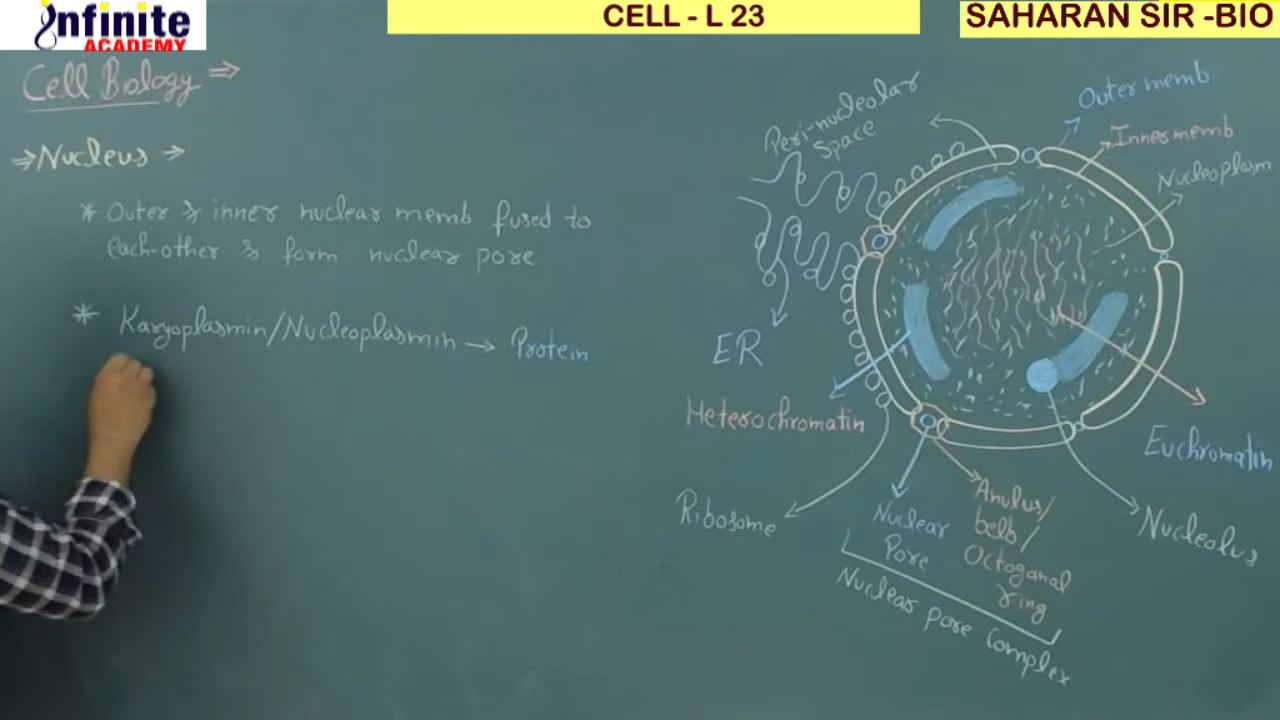 infinite
ACADEMY
CELL - L 23
SAHARAN SIR -BIO
Cell Biology ⇒
⇒Nucleus →
* Outer & inner nuclear memb fused to
each-other & form nuclear pore
* Karyoplasmin/Nucleoplasmin → Protein
Peri-nucleolar
space
Outer memb.
Inner memb
Nucleoplasm
ER
Heterochromatin
Euchromatin
Ribosome
Nuclear
Pore
Anulus/
belb/
Octoganal
ring
Nucleolus
Nuclear pore Complex